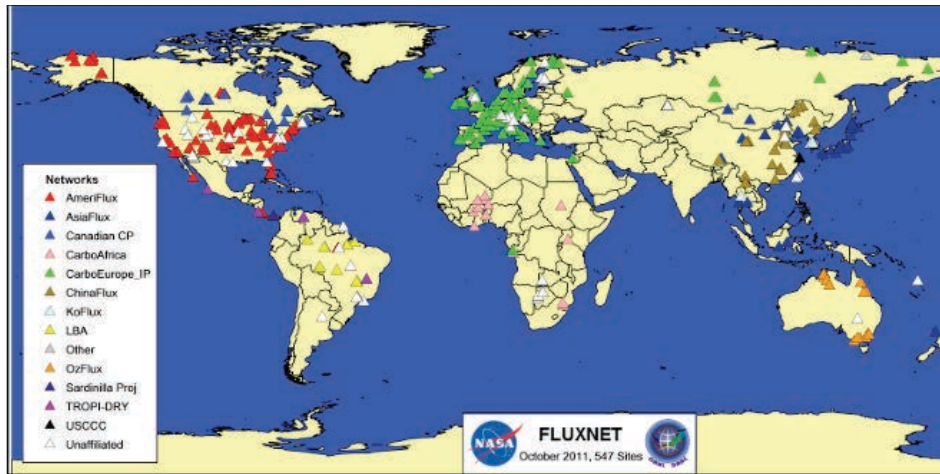 Networks
AmeriFlux
AsiaFlux
Canadian CP
CarboAfrica
CarboEurope_IP
ChinaFlux
KoFlux
LBA
Other
OzFlux
Sardinilla Proj
TROPI-DRY
USCCC
Unaffiliated
NASA
FLUXNET
October 2011, 547 Sites